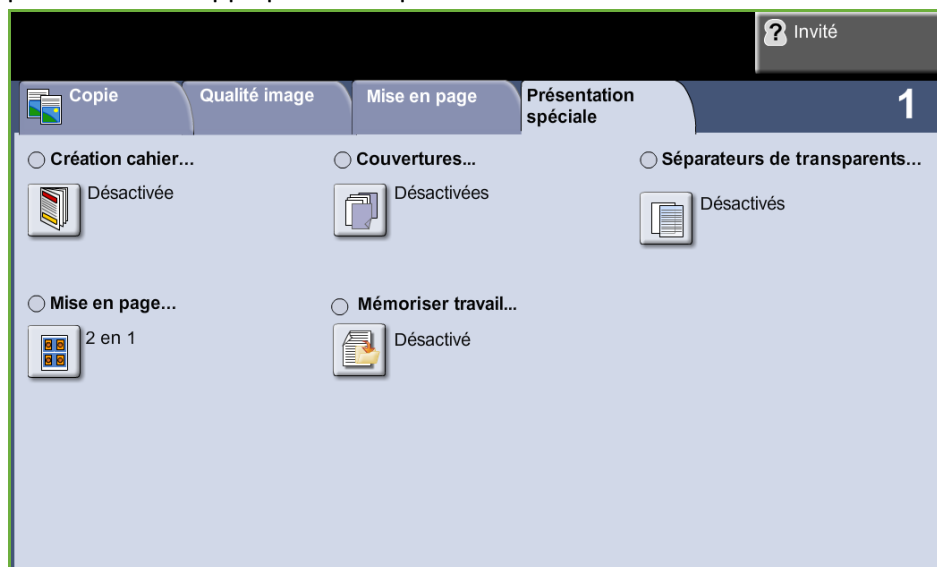 ? Invité
Copie
Qualité image
Mise en page
Présentation
spéciale
1
Création cahier...
Couvertures...
Séparateurs de transparents...
Désactivée
Désactivées
Désactivés
Mise en page...
Mémoriser travail...
2 en 1
Désactivé